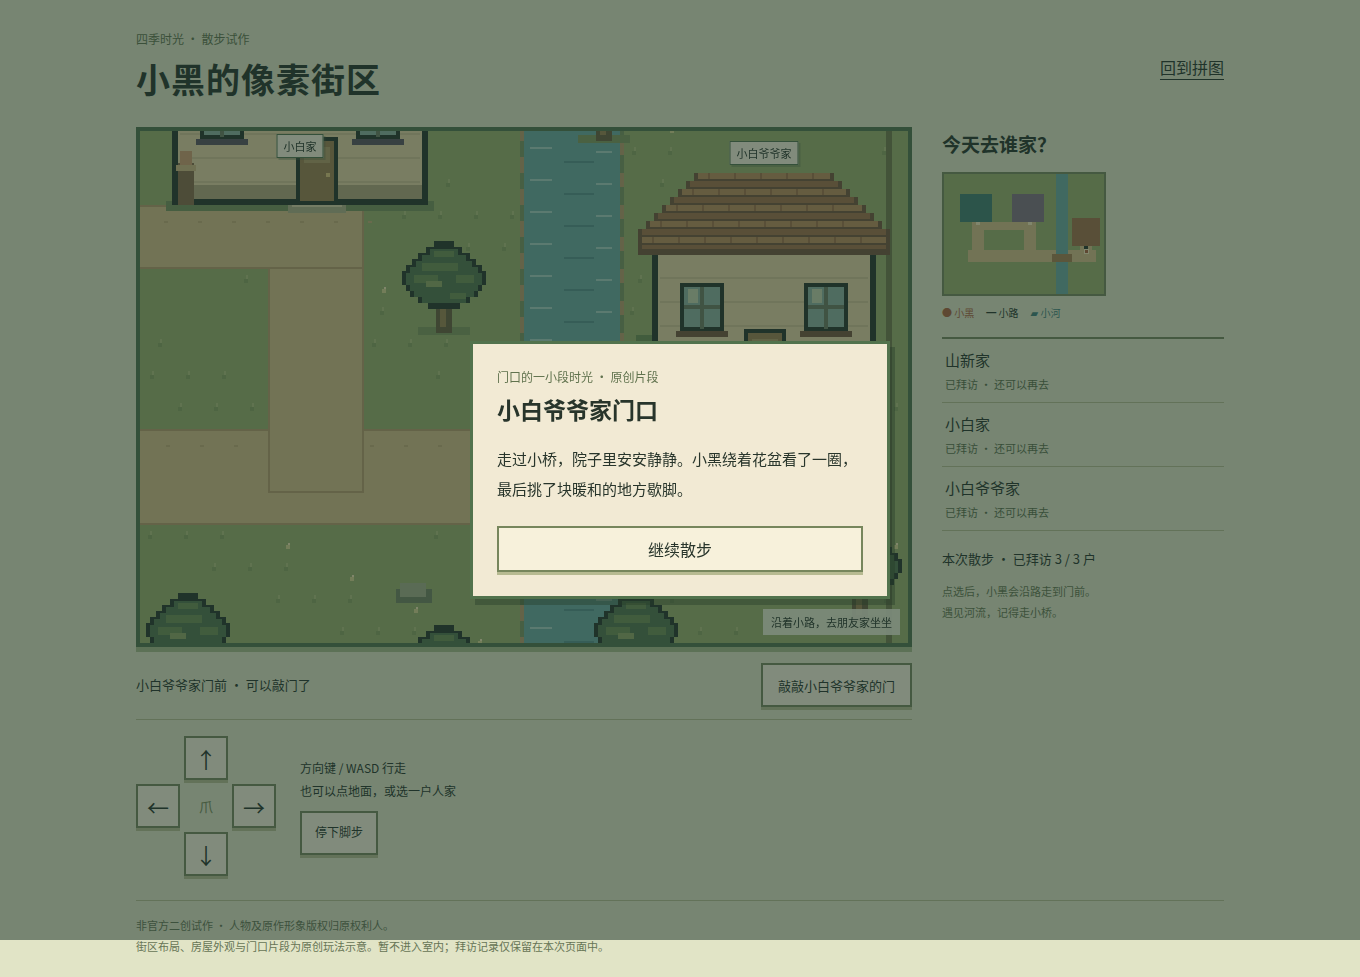 四季时光 · 散步试作
小黑的像素街区
回到拼图
小白家
小白爷爷家
今天去谁家？
小黑 小路 小河
山新家
已拜访 · 还可以再去
小白家
已拜访 · 还可以再去
小白爷爷家
已拜访 · 还可以再去
本次散步 · 已拜访 3 / 3 户
点选后，小黑会沿路走到门前。
遇见河流，记得走小桥。
门口的一小段时光 · 原创片段
小白爷爷家门口
走过小桥，院子里安安静静。小黑绕着花盆看了一圈，
最后挑了块暖和的地方歇脚。
继续散步
沿着小路，去朋友家坐坐
小白爷爷家门前 · 可以敲门了
敲敲小白爷爷家的门
↑
← 爪 →
↓
方向键 / WASD 行走
也可以点地面，或选一户人家
停下脚步
非官方二创试作 · 人物及原作形象版权归原权利人。
街区布局、房屋外观与门口片段为原创玩法示意。暂不进入室内；拜访记录仅保留在本次页面中。